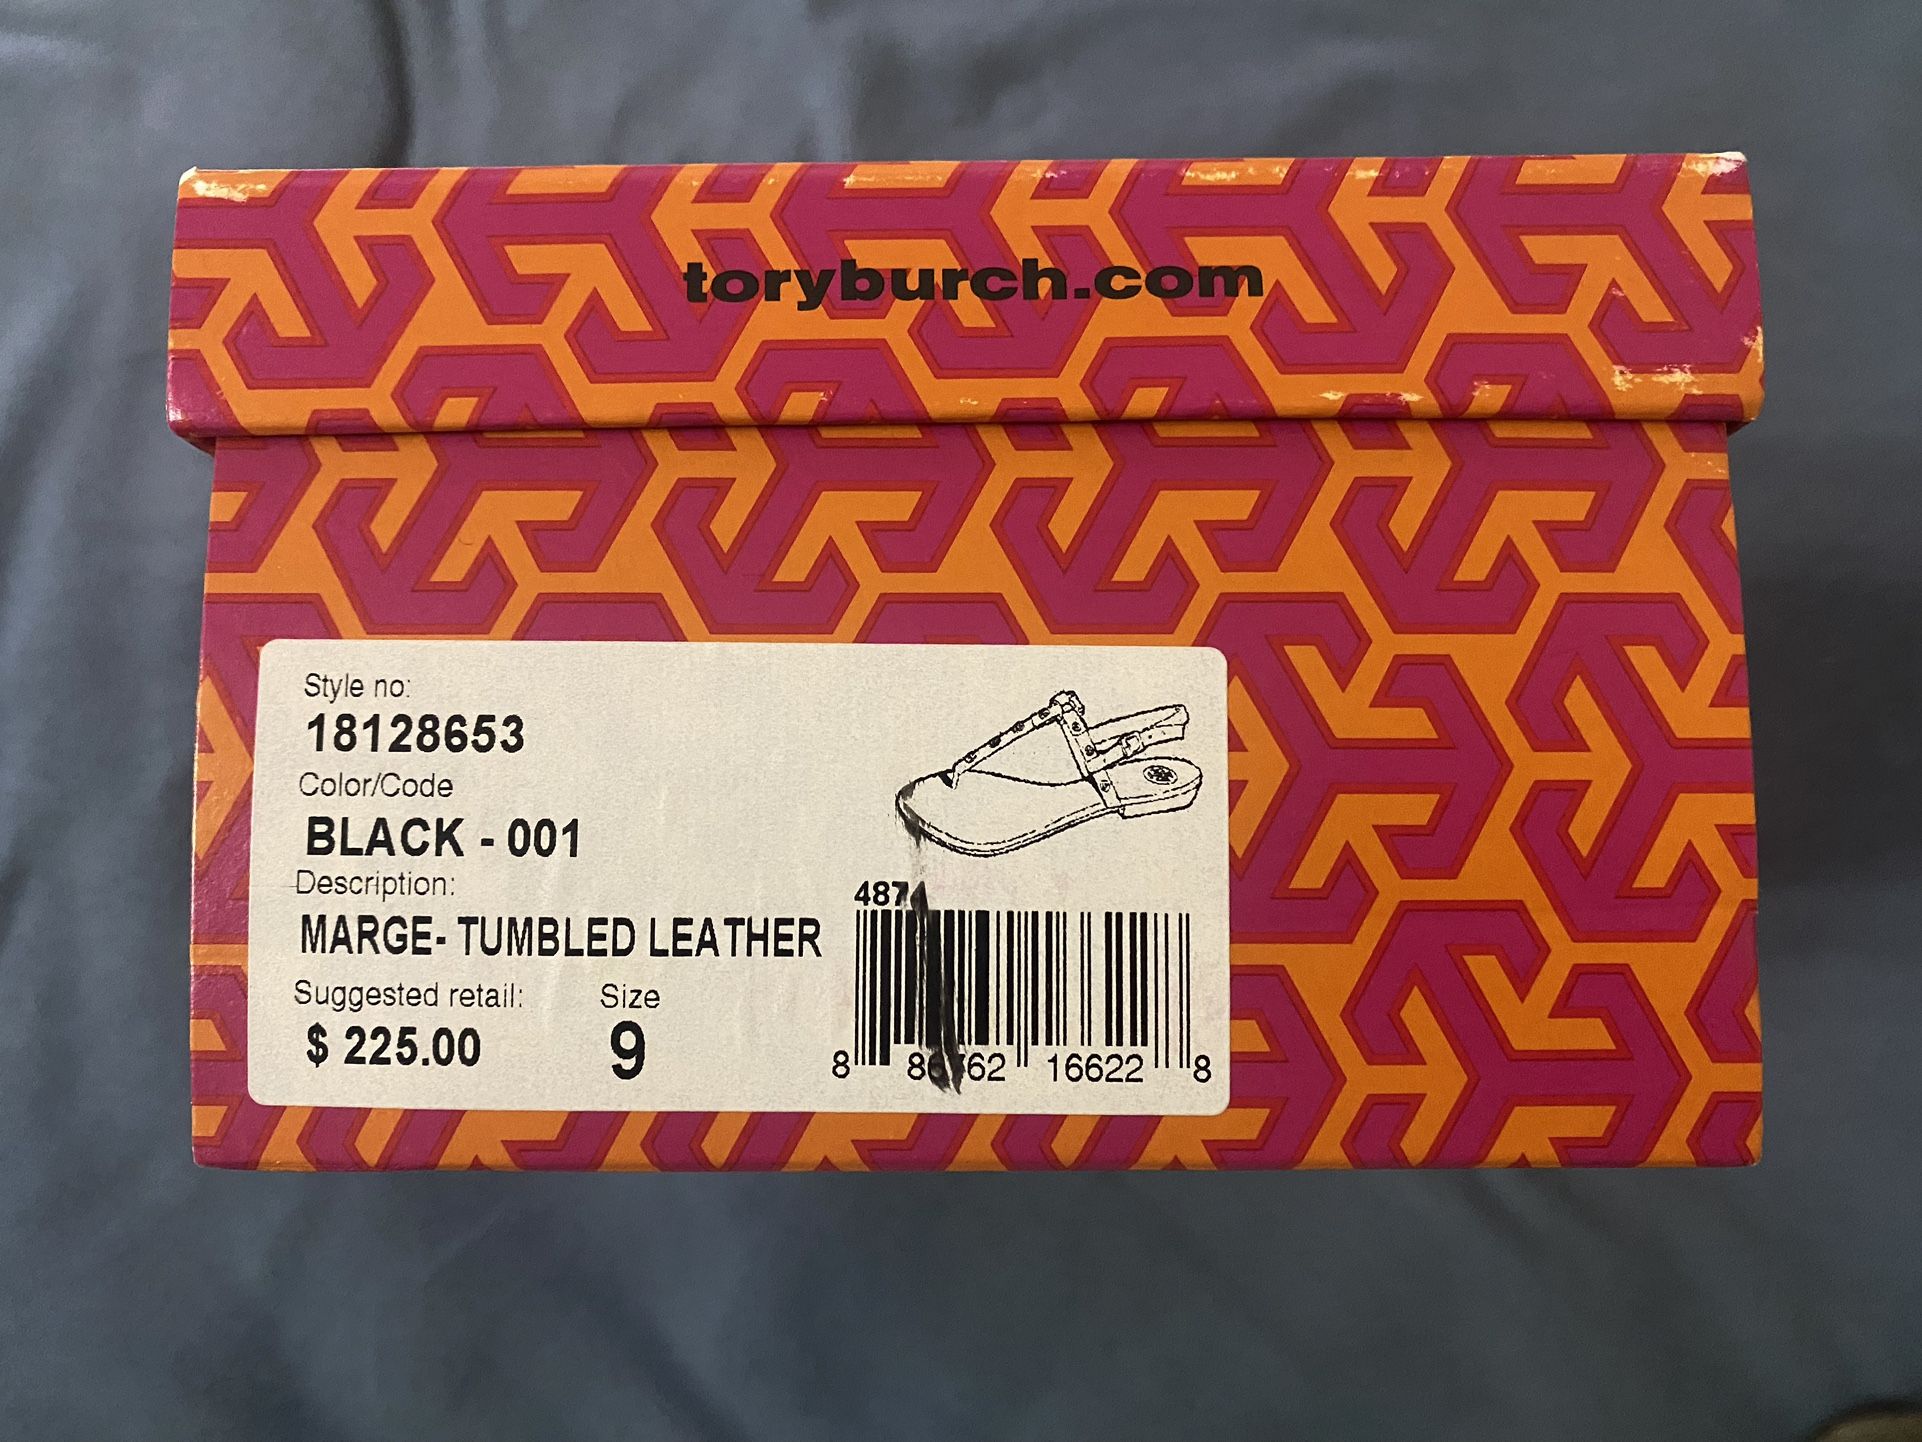 toryburch.com
Style no:
18128653
Color/Code
BLACK - 001
Description:
MARGE- TUMBLED LEATHER
Suggested retail:
$ 225.00
Size
9
8 16622 8